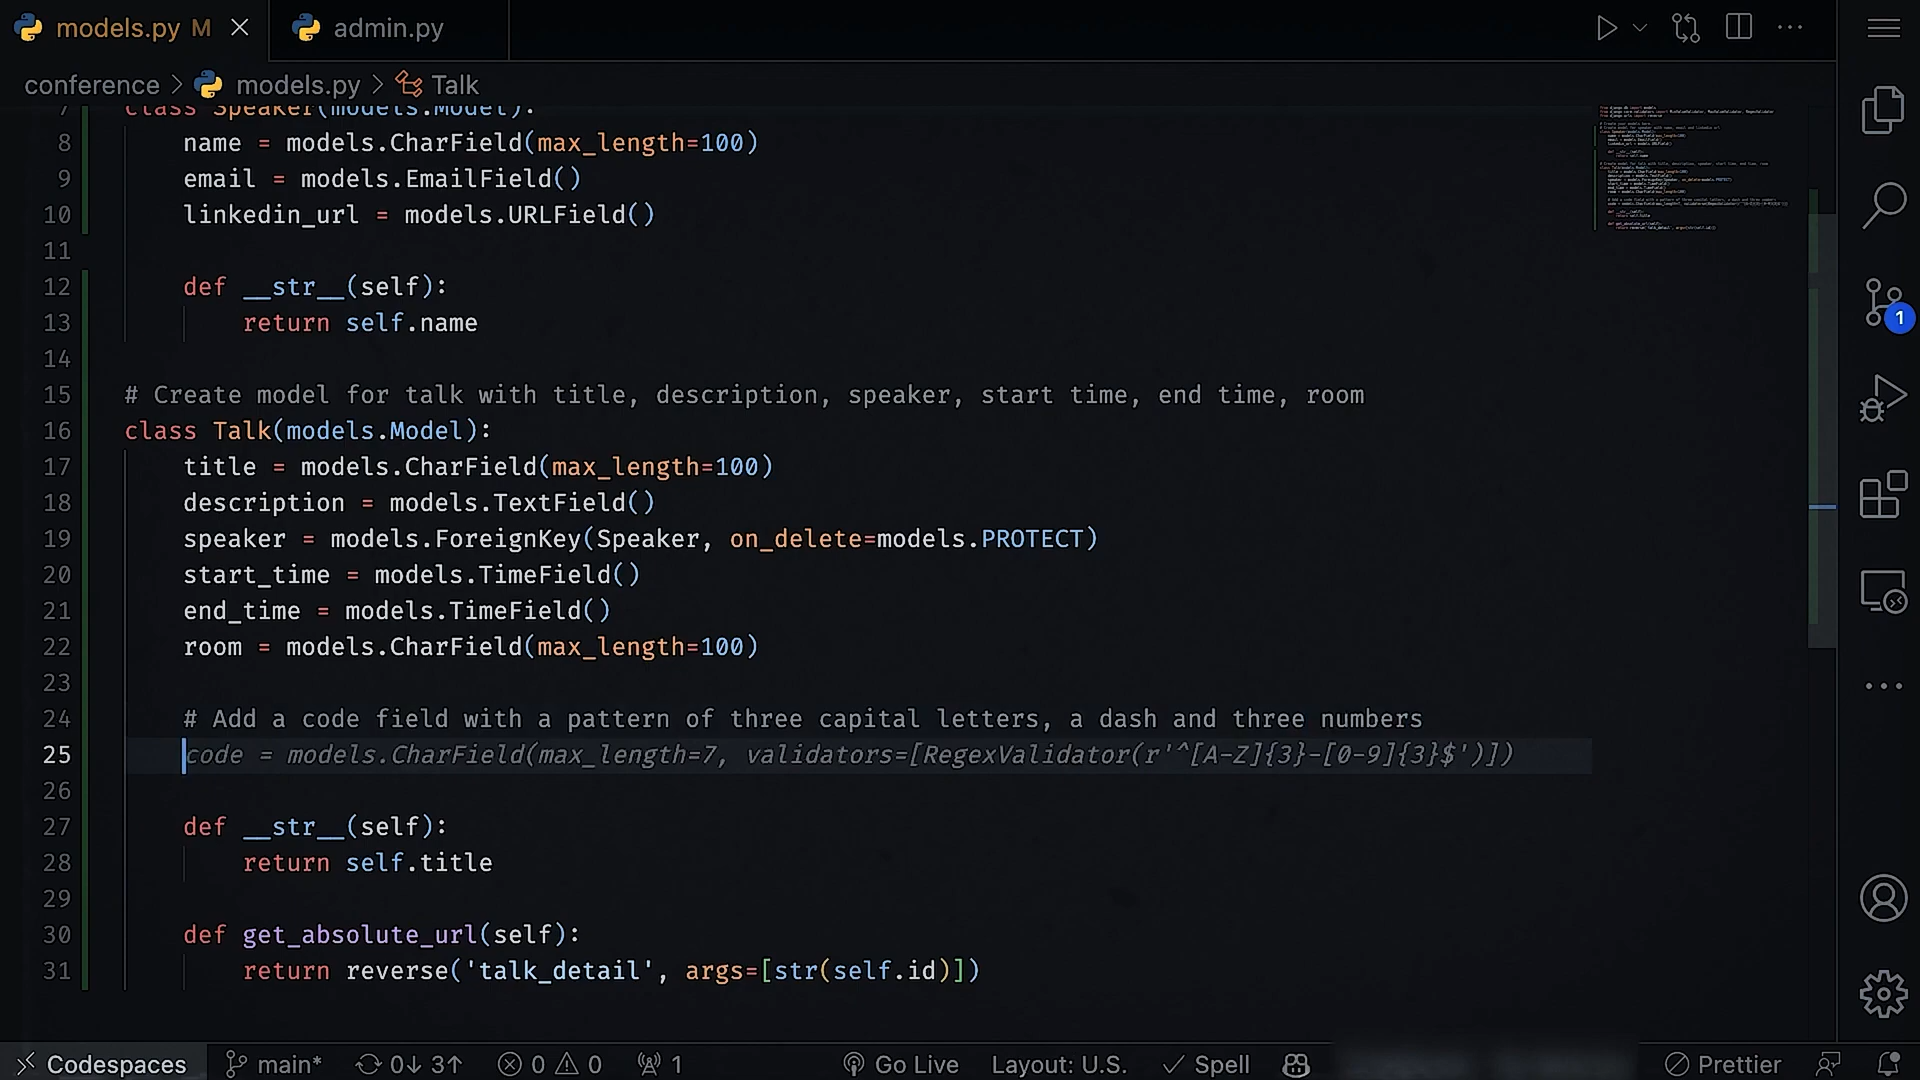 models.py M
admin.py
conference > models.py > Talk
7 class Speaker(models.Model):
8 name = models.CharField(max_length=100)
9 email = models.EmailField()
10 linkedin_url = models.URLField()
11
12 def __str__(self):
13 return self.name
14
15 # Create model for talk with title, description, speaker, start time, end time, room
16 class Talk(models.Model):
17 title = models.CharField(max_length=100)
18 description = models.TextField()
19 speaker = models.ForeignKey(Speaker, on_delete=models.PROTECT)
20 start_time = models.TimeField()
21 end_time = models.TimeField()
22 room = models.CharField(max_length=100)
23
24 # Add a code field with a pattern of three capital letters, a dash and three numbers
25 code = models.CharField(max_length=7, validators=[RegexValidator(r'^[A-Z]{3}-[0-9]{3}$')])
26
27 def __str__(self):
28 return self.title
29
30 def get_absolute_url(self):
31 return reverse('talk_detail', args=[str(self.id)])
1
Codespaces main* 0↓ 3↑ 0 0 1 Go Live Layout: U.S. Spell Prettier